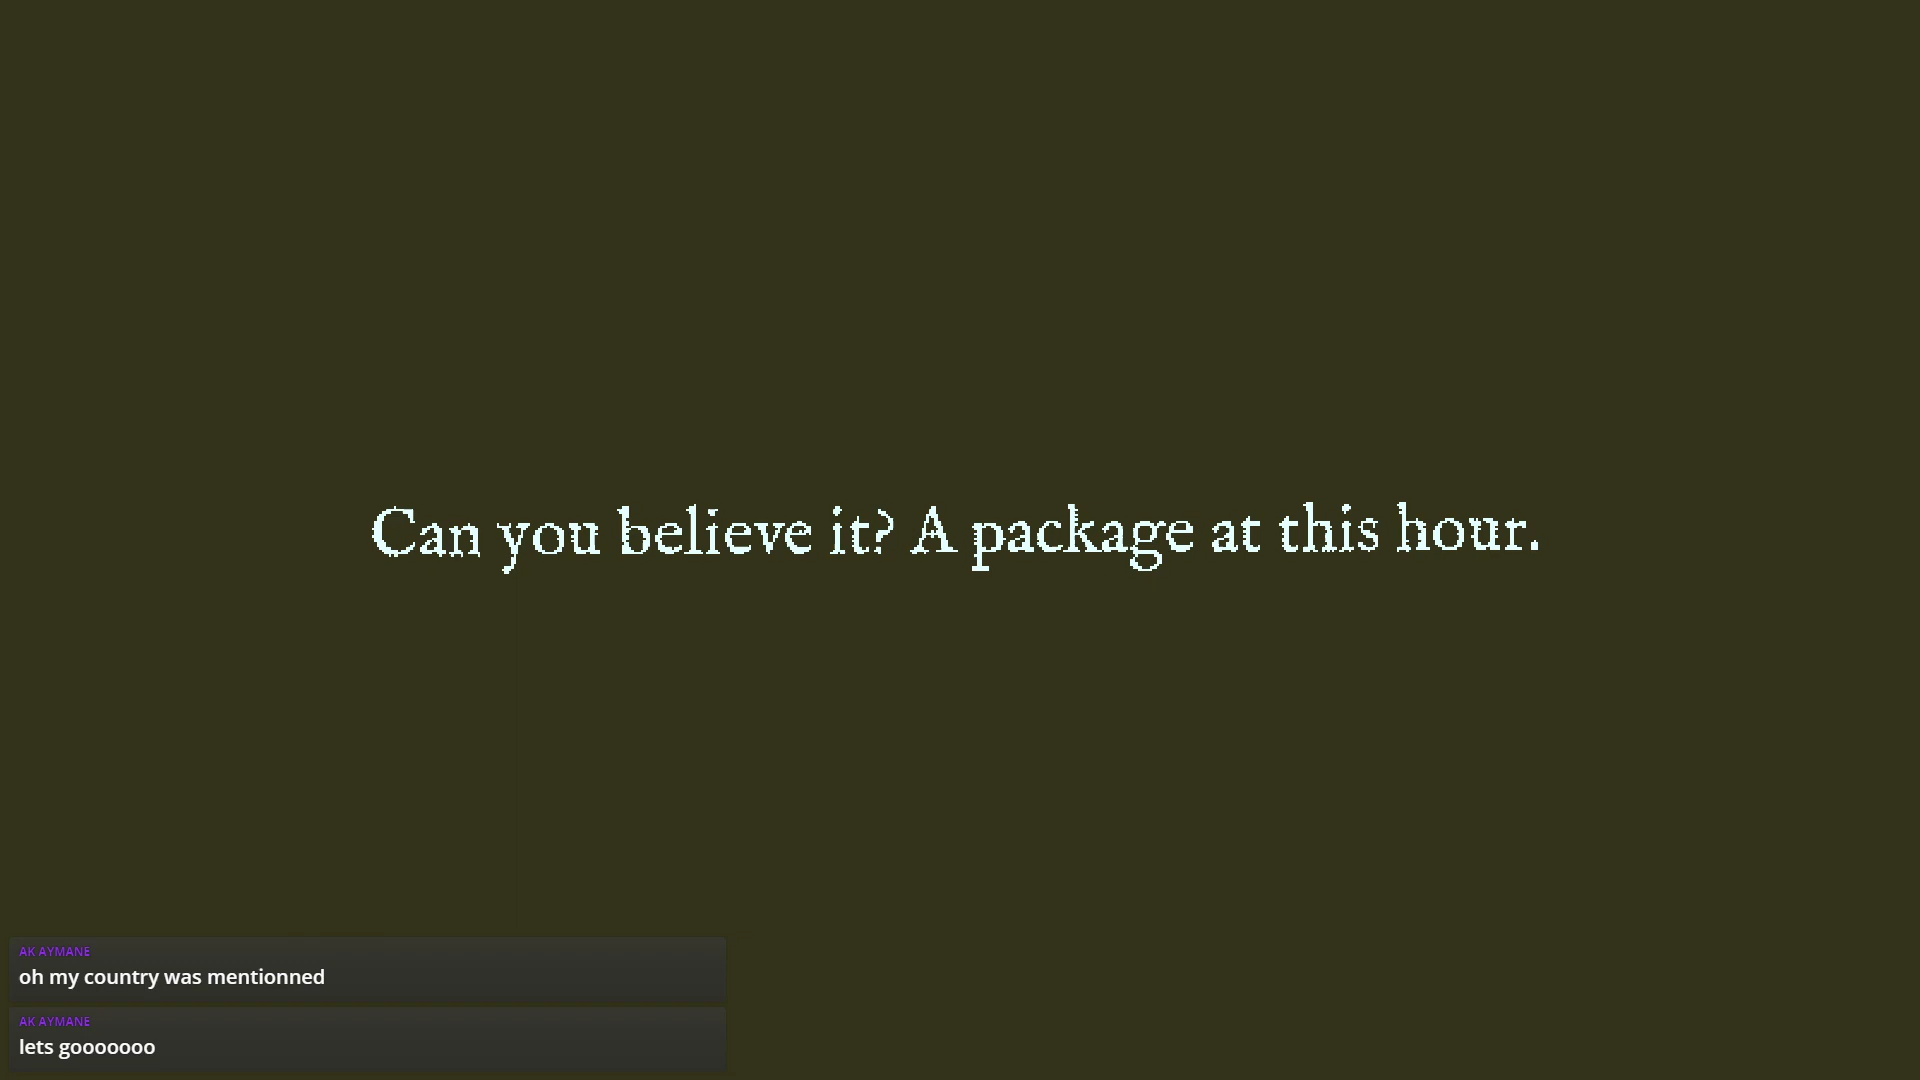 Can you believe it? A package at this hour.
AK AYMANE
oh my country was mentionned
AK AYMANE
lets gooooooo